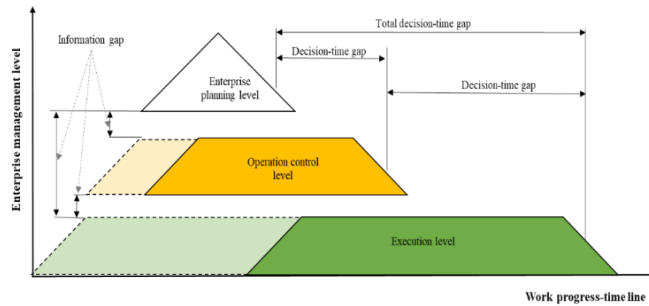 Total decision-time gap
Information gap
Decision-time gap
Decision-time gap
Enterprise
planning level
Operation control
level
Execution level
Enterprise management level
Work progress-time line